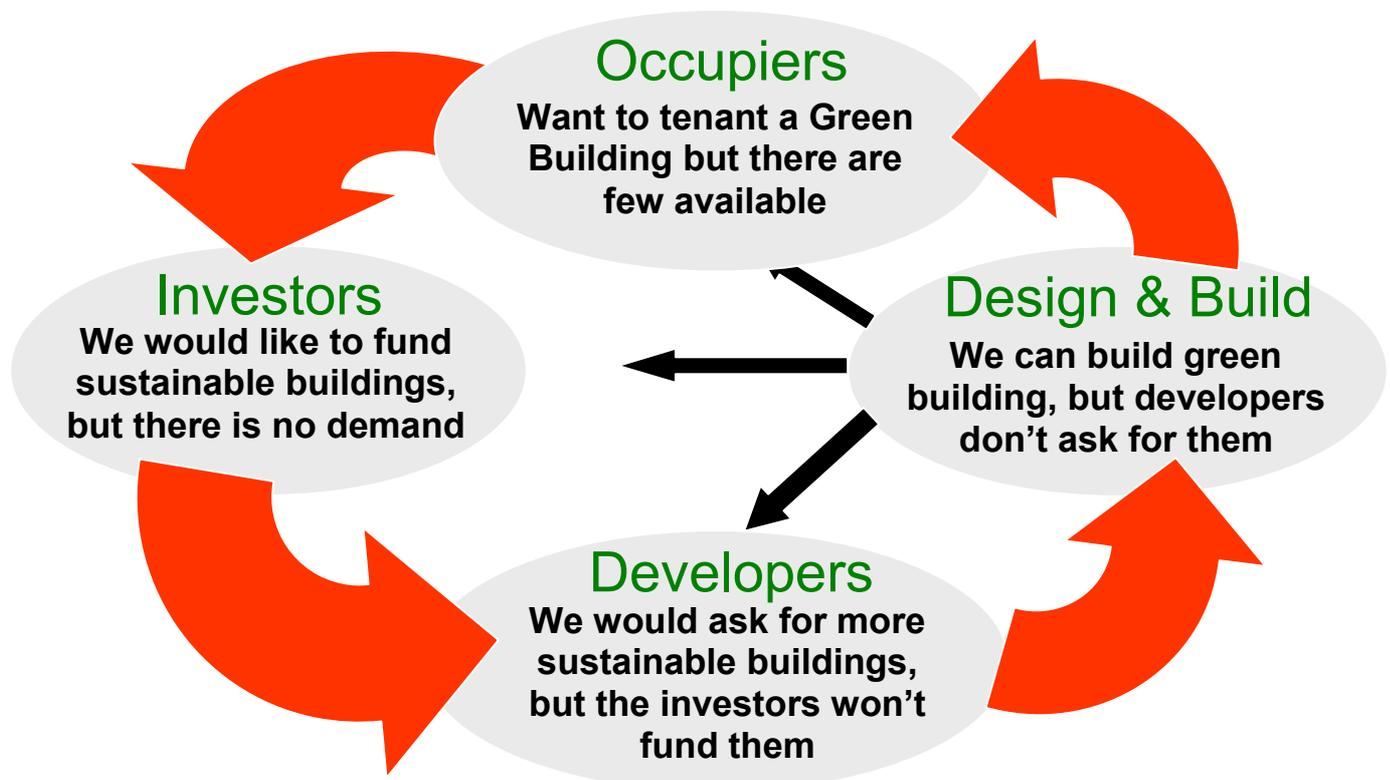 Occupiers
Want to tenant a Green
Building but there are
few available
Investors
We would like to fund
sustainable buildings,
but there is no demand
Design & Build
We can build green
building, but developers
don’t ask for them
Developers
We would ask for more
sustainable buildings,
but the investors won’t
fund them